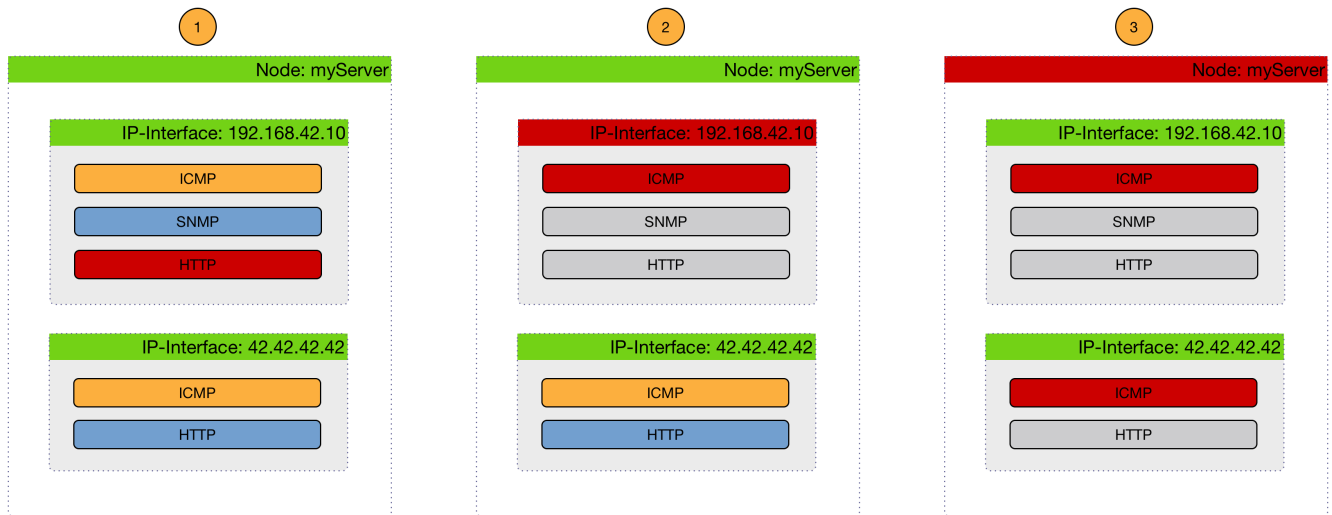 1
Node: myServer
IP-Interface: 192.168.42.10
ICMP
SNMP
HTTP
IP-Interface: 42.42.42.42
ICMP
HTTP
2
Node: myServer
IP-Interface: 192.168.42.10
ICMP
SNMP
HTTP
IP-Interface: 42.42.42.42
ICMP
HTTP
3
Node: myServer
IP-Interface: 192.168.42.10
ICMP
SNMP
HTTP
IP-Interface: 42.42.42.42
ICMP
HTTP